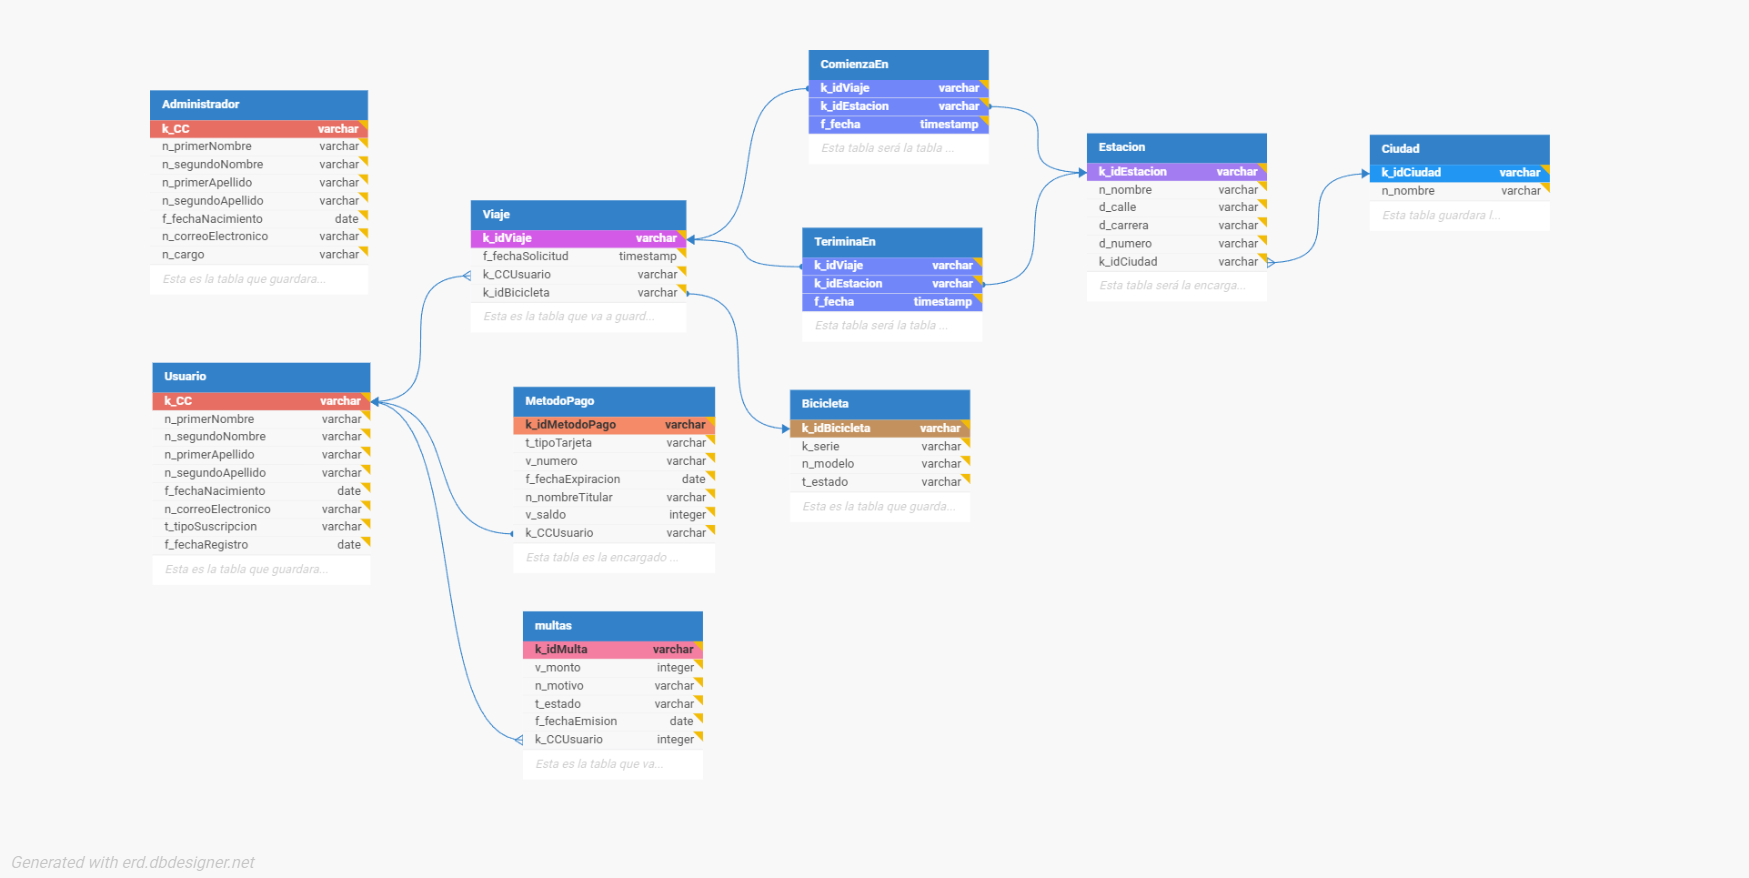 Administrador
k_CC varchar
n_primerNombre varchar
n_segundoNombre varchar
n_primerApellido varchar
n_segundoApellido varchar
f_fechaNacimiento date
n_correoElectronico varchar
n_cargo varchar
Esta es la tabla que guardara...
Usuario
k_CC varchar
n_primerNombre varchar
n_segundoNombre varchar
n_primerApellido varchar
n_segundoApellido varchar
f_fechaNacimiento date
n_correoElectronico varchar
t_tipoSuscripcion varchar
f_fechaRegistro date
Esta es la tabla que guardara...
Viaje
k_idViaje varchar
f_fechaSolicitud timestamp
k_CCUsuario varchar
k_idBicicleta varchar
Esta es la tabla que va a guard...
MetodoPago
k_idMetodoPago varchar
t_tipoTarjeta varchar
v_numero varchar
f_fechaExpiracion date
n_nombreTitular varchar
v_saldo integer
k_CCUsuario varchar
Esta tabla es la encargado ...
multas
k_idMulta varchar
v_monto integer
n_motivo varchar
t_estado varchar
f_fechaEmision date
k_CCUsuario integer
Esta es la tabla que va...
ComienzaEn
k_idViaje varchar
k_idEstacion varchar
f_fecha timestamp
Esta tabla será la tabla ...
TeriminaEn
k_idViaje varchar
k_idEstacion varchar
f_fecha timestamp
Esta tabla será la tabla ...
Bicicleta
k_idBicicleta varchar
k_serie varchar
n_modelo varchar
t_estado varchar
Esta es la tabla que guarda...
Estacion
k_idEstacion varchar
n_nombre varchar
d_calle varchar
d_carrera varchar
d_numero varchar
k_idCiudad varchar
Esta tabla será la encarga...
Ciudad
k_idCiudad varchar
n_nombre varchar
Esta tabla guardara l...
Generated with erd.dbdesigner.net